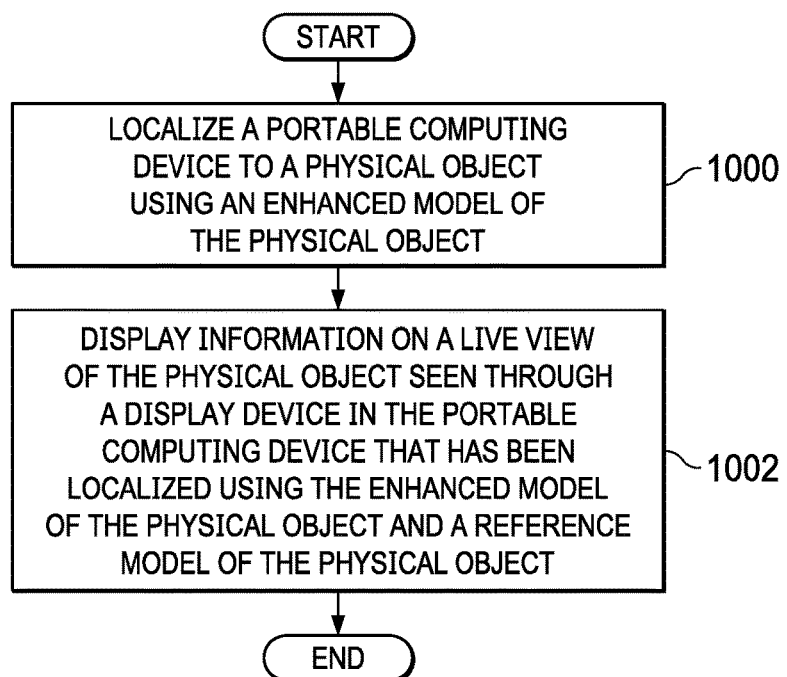 START
LOCALIZE A PORTABLE COMPUTING
DEVICE TO A PHYSICAL OBJECT
USING AN ENHANCED MODEL OF
THE PHYSICAL OBJECT
1000
DISPLAY INFORMATION ON A LIVE VIEW
OF THE PHYSICAL OBJECT SEEN THROUGH
A DISPLAY DEVICE IN THE PORTABLE
COMPUTING DEVICE THAT HAS BEEN
LOCALIZED USING THE ENHANCED MODEL
OF THE PHYSICAL OBJECT AND A REFERENCE
MODEL OF THE PHYSICAL OBJECT
1002
END